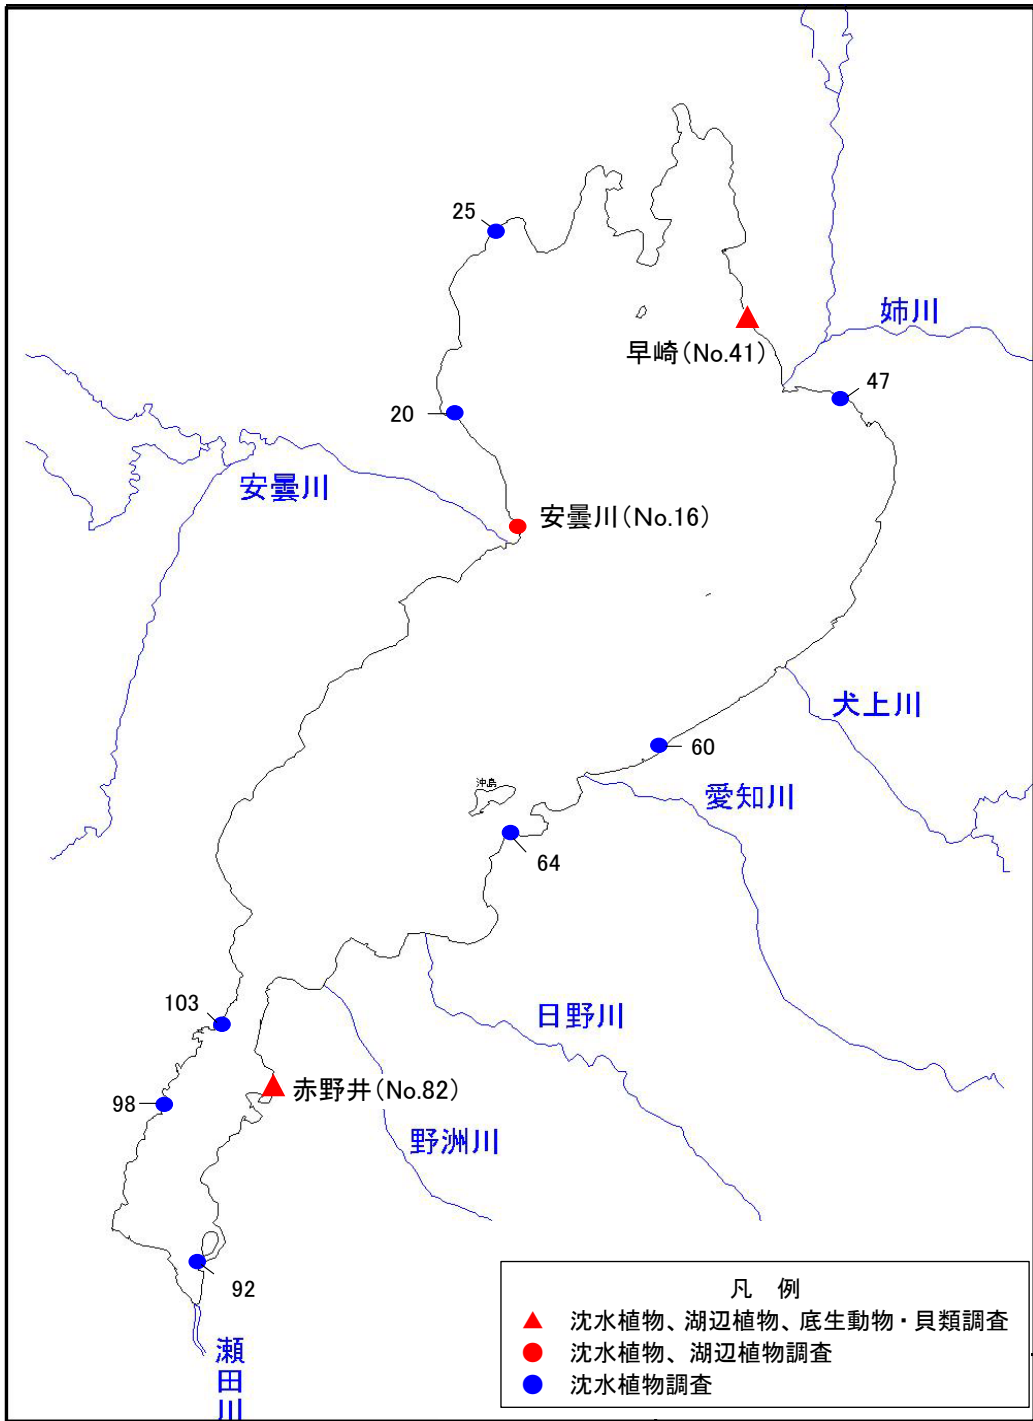 25
姉川
早崎(No.41)
47
20
安曇川
安曇川(No.16)
犬上川
60
沖島
愛知川
64
103
日野川
赤野井(No.82)
98
野洲川
92
瀬田川
凡 例
沈水植物、湖辺植物、底生動物・貝類調査
沈水植物、湖辺植物調査
沈水植物調査